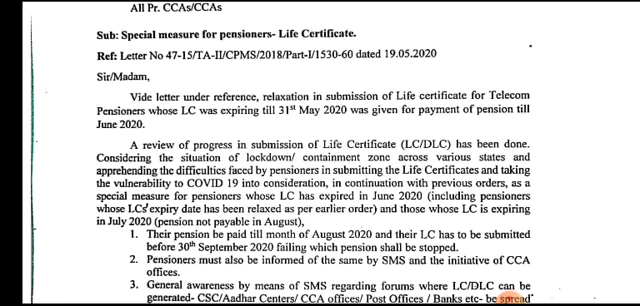 All Pr. CCAs/CCAs
Sub: Special measure for pensioners- Life Certificate.
Ref: Letter No 47-15/TA-II/CPMS/2018/Part-I/1530-60 dated 19.05.2020
Sir/Madam,
Vide letter under reference, relaxation in submission of Life certificate for Telecom
Pensioners whose LC was expiring till 31st May 2020 was given for payment of pension till
June 2020.
A review of progress in submission of Life Certificate (LC/DLC) has been done.
Considering the situation of lockdown/ containment zone across various states and
apprehending the difficulties faced by pensioners in submitting the Life Certificates and taking
the vulnerability to COVID 19 into consideration, in continuation with previous orders, as a
special measure for pensioners whose LC has expired in June 2020 (including pensioners
whose LCs' expiry date has been relaxed as per earlier order) and those whose LC is expiring
in July 2020 (pension not payable in August),
1. Their pension be paid till month of August 2020 and their LC has to be submitted
before 30th September 2020 failing which pension shall be stopped.
2. Pensioners must also be informed of the same by SMS and the initiative of CCA
offices.
3. General awareness by means of SMS regarding forums where LC/DLC can be
generated- CSC/Aadhar Centers/ CCA offices/ Post Offices / Banks etc- be spread